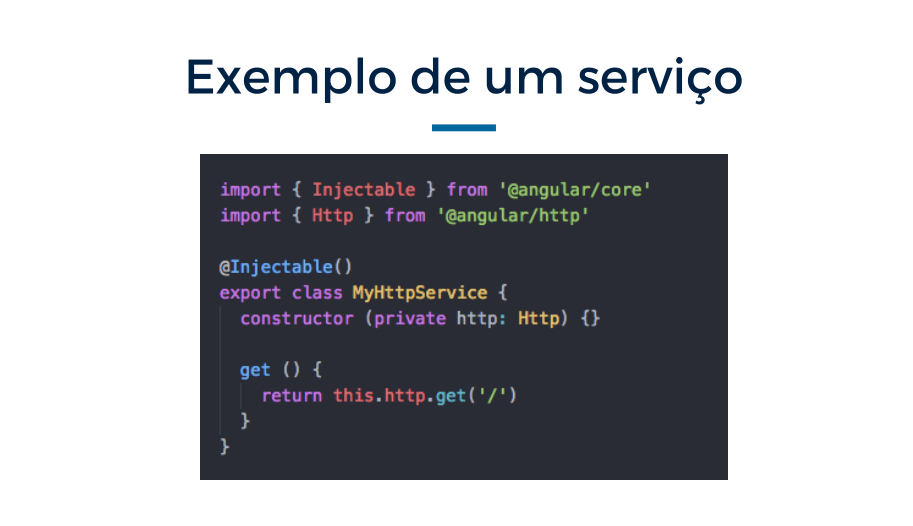 Exemplo de um serviço
import { Injectable } from '@angular/core'
import { Http } from '@angular/http'
@Injectable()
export class MyHttpService {
constructor (private http: Http) {}
get () {
return this.http.get('/')
}
}